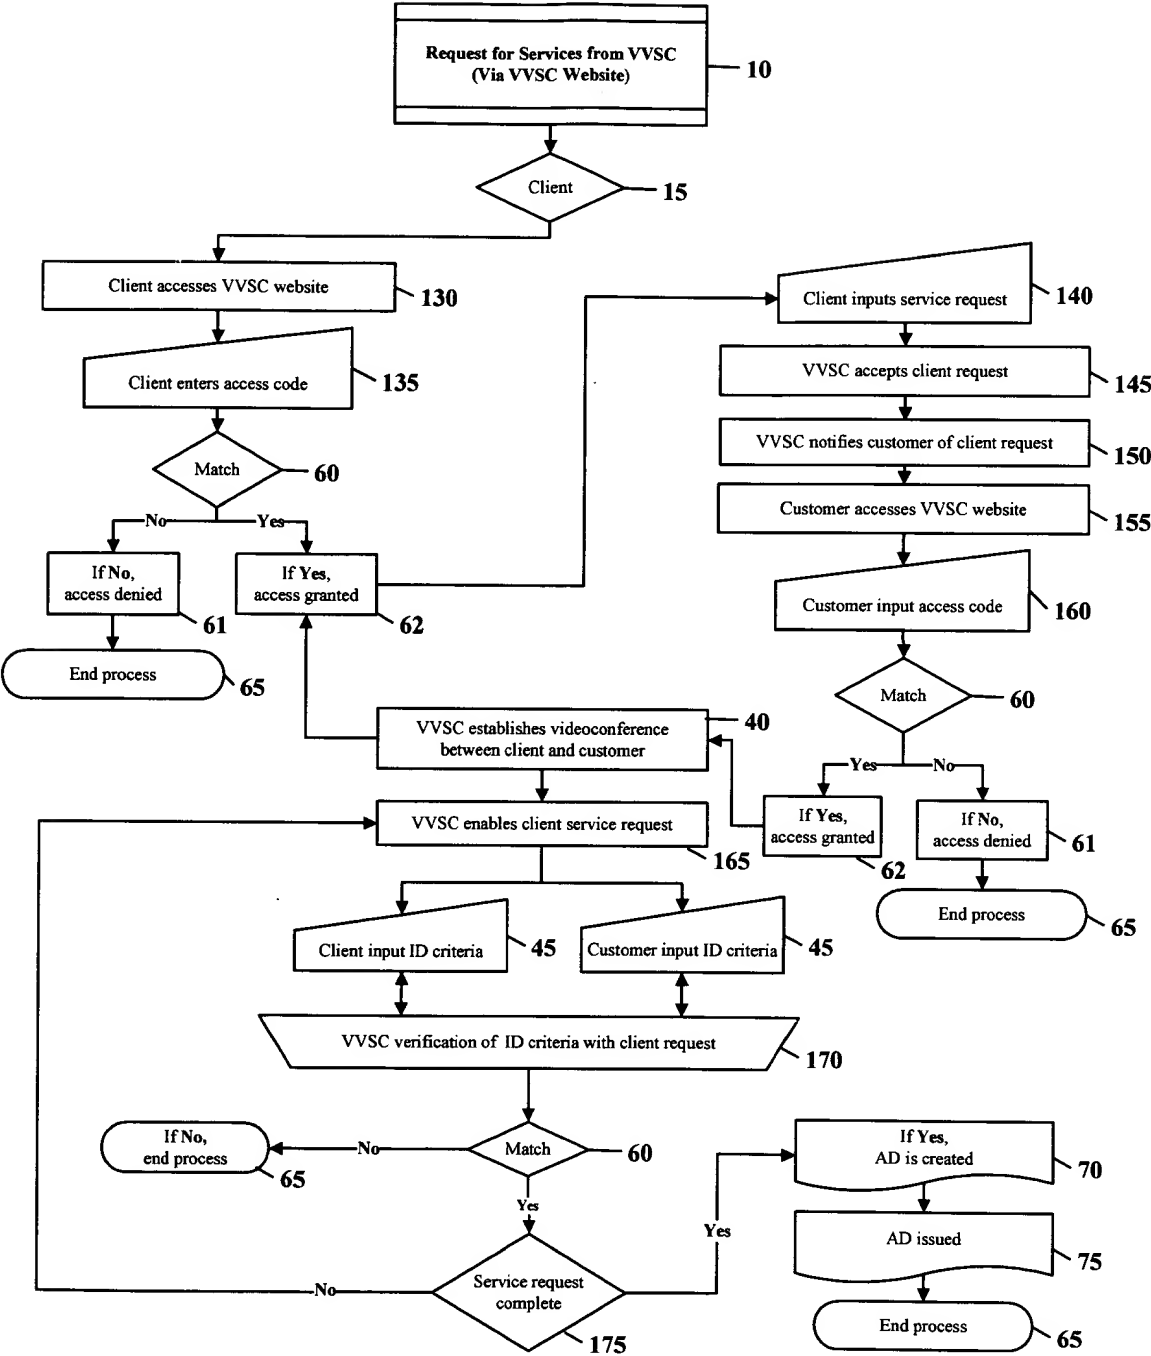 Request for Services from VVSC
(Via VVSC Website)
10
Client
15
Client accesses VVSC website
130
Client enters access code
135
Match
60
No
Yes
If No,
access denied
61
If Yes,
access granted
62
End process
65
Client inputs service request
140
VVSC accepts client request
145
VVSC notifies customer of client request
150
Customer accesses VVSC website
155
Customer input access code
160
Match
60
Yes
No
If Yes,
access granted
62
If No,
access denied
61
End process
65
VVSC establishes videoconference
between client and customer
40
VVSC enables client service request
165
Client input ID criteria
45
Customer input ID criteria
45
VVSC verification of ID criteria with client request
170
Match
60
No
If No,
end process
65
Yes
Service request
complete
175
No
Yes
If Yes,
AD is created
70
AD issued
75
End process
65